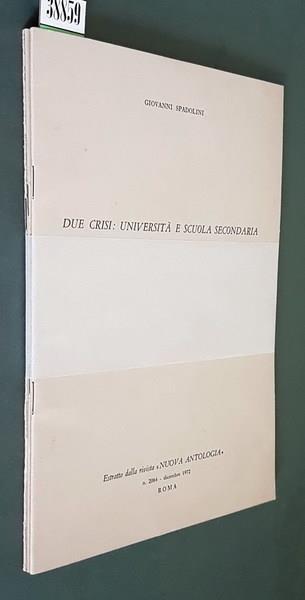 38859
GIOVANNI SPADOLINI
DUE CRISI: UNIVERSITÀ E SCUOLA SECONDARIA
Estratto dalla rivista «NUOVA ANTOLOGIA»
n. 2064 - dicembre 1972
ROMA